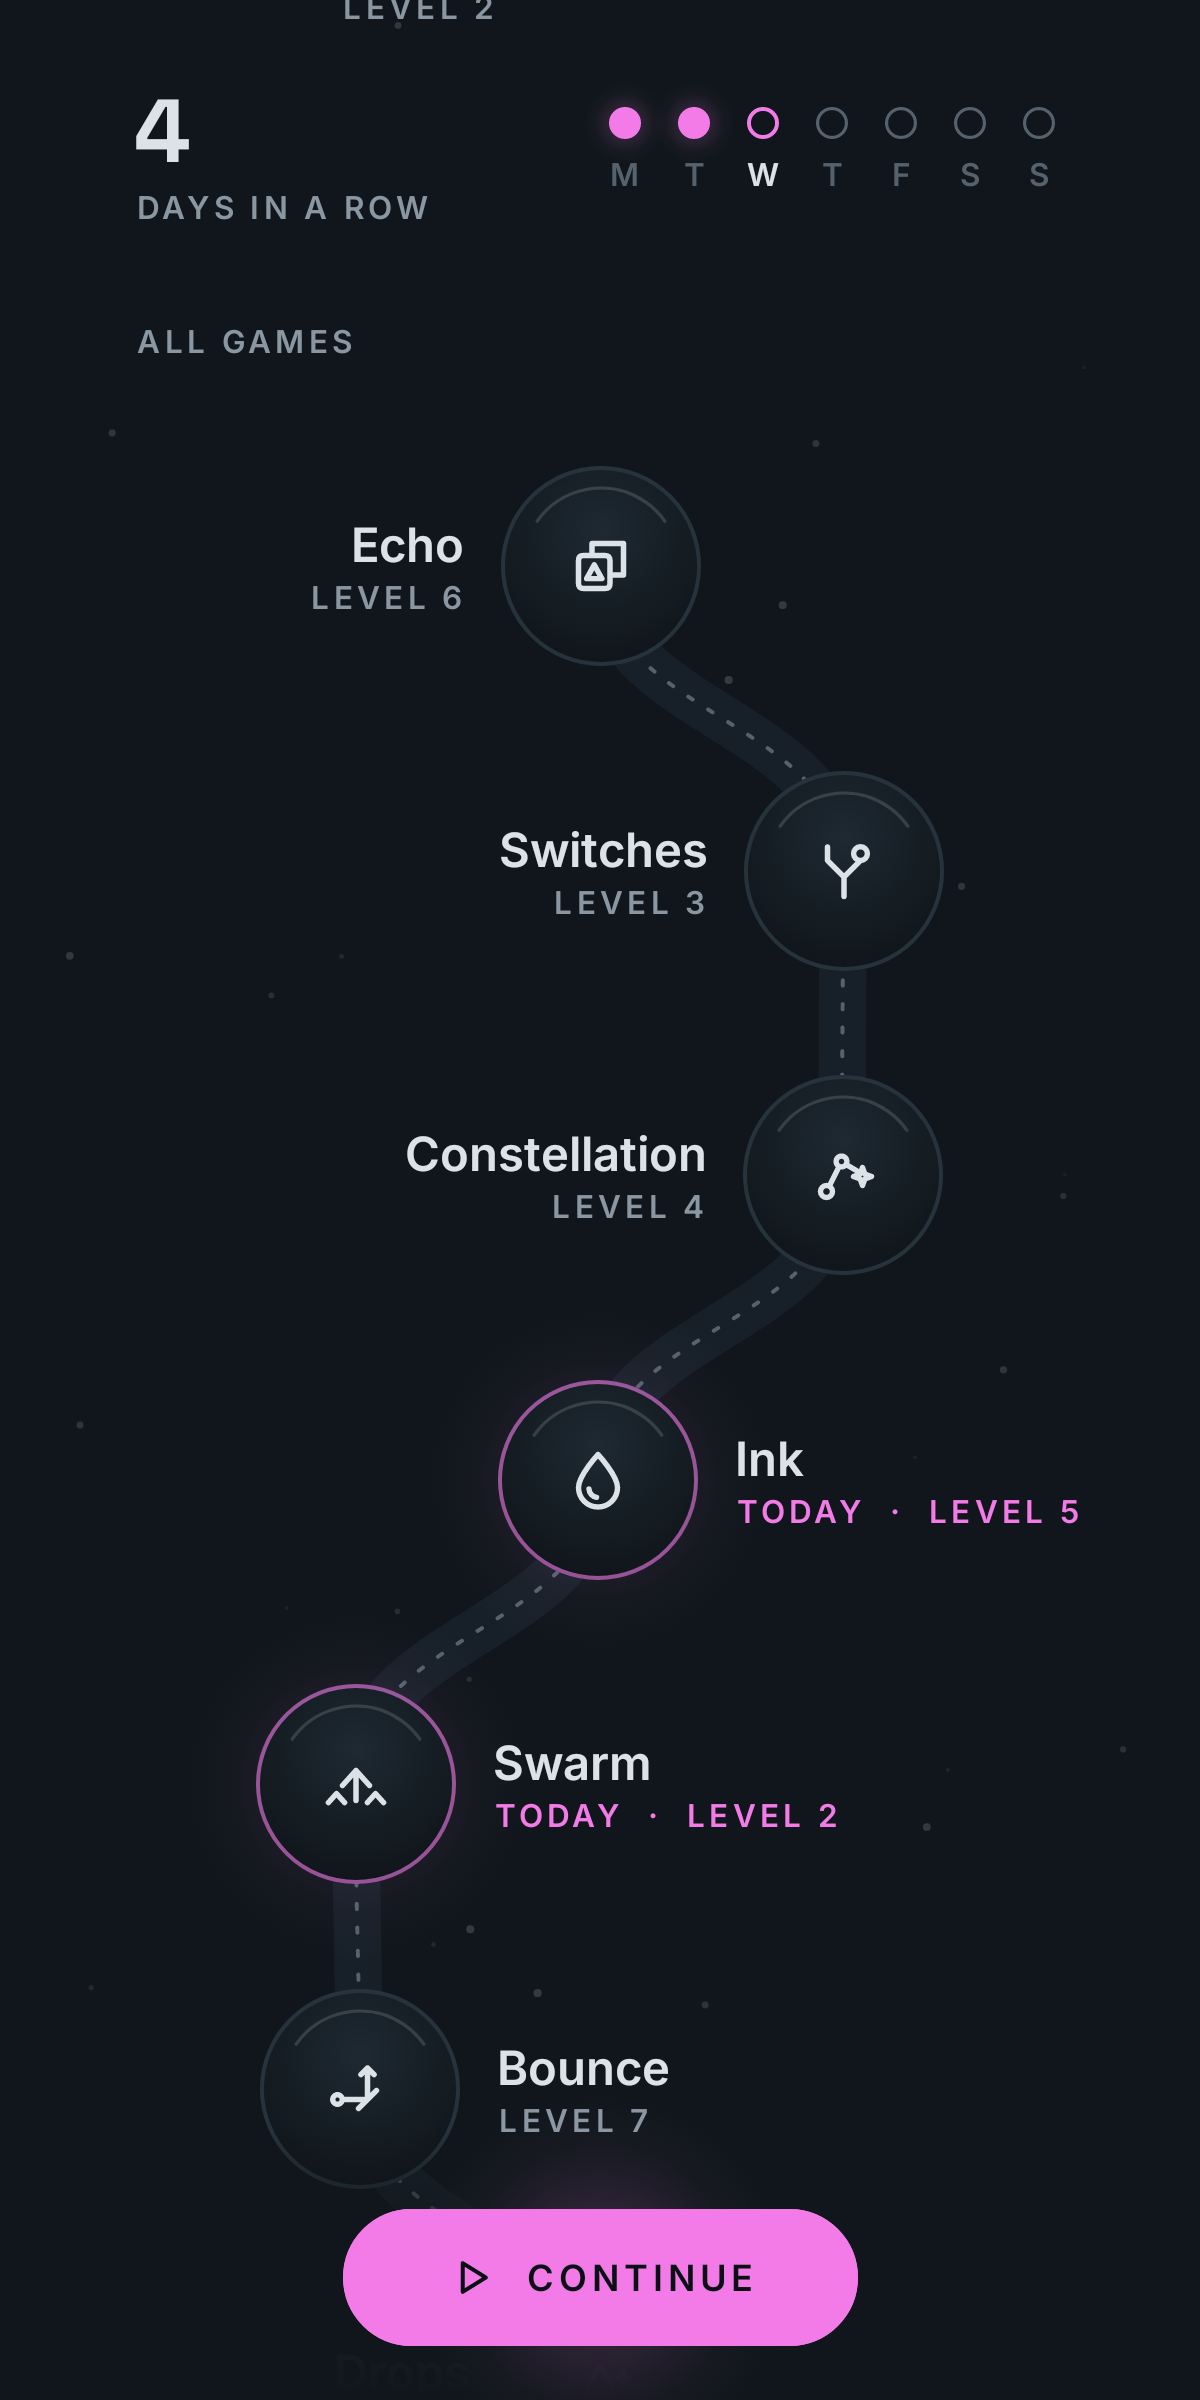 LEVEL 2
4
DAYS IN A ROW
M T W T F S S
ALL GAMES
Echo
LEVEL 6
Switches
LEVEL 3
Constellation
LEVEL 4
Ink
TODAY · LEVEL 5
Swarm
TODAY · LEVEL 2
Bounce
LEVEL 7
CONTINUE
Drops